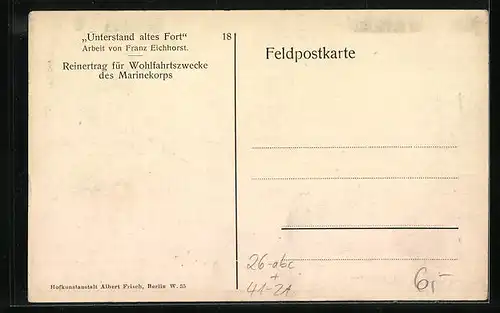 „Unterstand altes Fort“
Arbeit von Franz Eichhorst.
Reinertrag für Wohlfahrtszwecke
des Marinekorps
18
Feldpostkarte
26-abc
+
41-21
6,-
Hofkunstanstalt Albert Frisch, Berlin W. 35